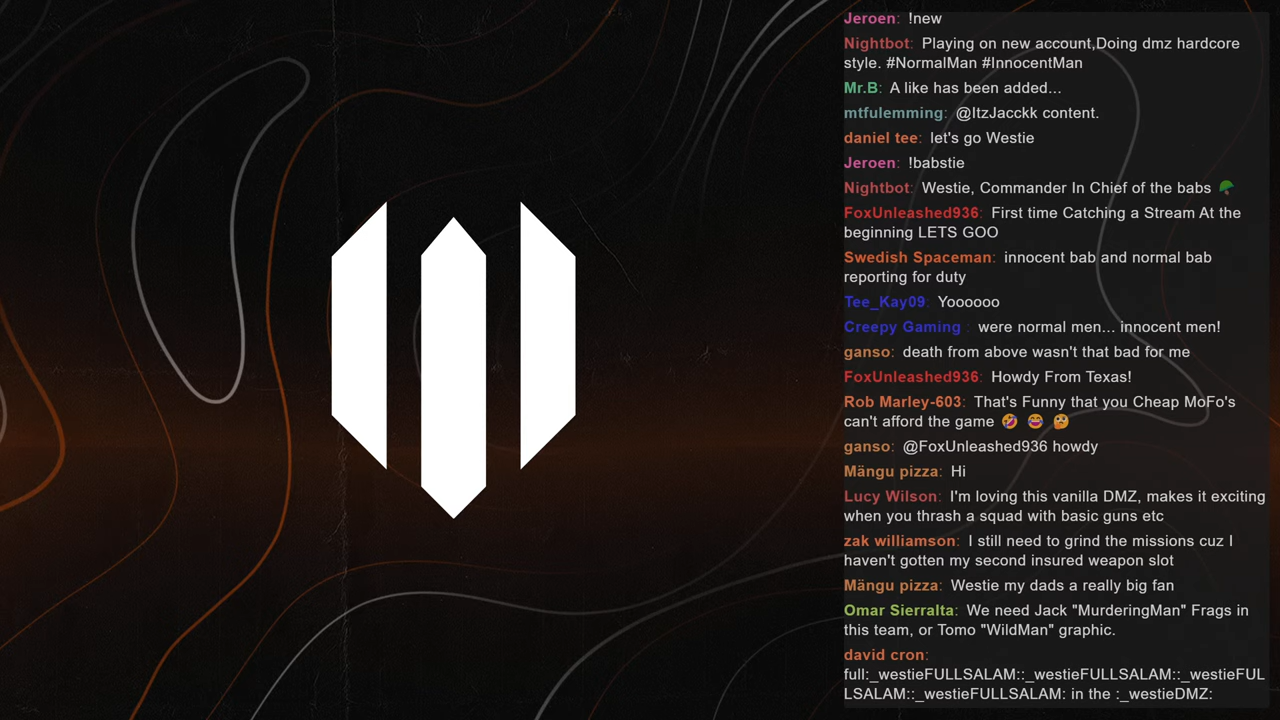 Jeroen: !new
Nightbot: Playing on new account,Doing dmz hardcore
style. #NormalMan #InnocentMan
Mr.B: A like has been added...
mtfulemming: @ItzJacckk content.
daniel tee: let's go Westie
Jeroen: !babstie
Nightbot: Westie, Commander In Chief of the babs
FoxUnleashed936: First time Catching a Stream At the
beginning LETS GOO
Swedish Spaceman: innocent bab and normal bab
reporting for duty
Tee_Kay09: Yoooooo
Creepy Gaming : were normal men... innocent men!
ganso: death from above wasn't that bad for me
FoxUnleashed936: Howdy From Texas!
Rob Marley-603: That's Funny that you Cheap MoFo's
can't afford the game 🤣 😂 🤔
ganso: @FoxUnleashed936 howdy
Mängu pizza: Hi
Lucy Wilson: I'm loving this vanilla DMZ, makes it exciting
when you thrash a squad with basic guns etc
zak williamson: I still need to grind the missions cuz I
haven't gotten my second insured weapon slot
Mängu pizza: Westie my dads a really big fan
Omar Sierralta: We need Jack "MurderingMan" Frags in
this team, or Tomo "WildMan" graphic.
david cron:
full:_westieFULLSALAM::_westieFULLSALAM::_westieFUL
LSALAM::_westieFULLSALAM: in the :_westieDMZ: